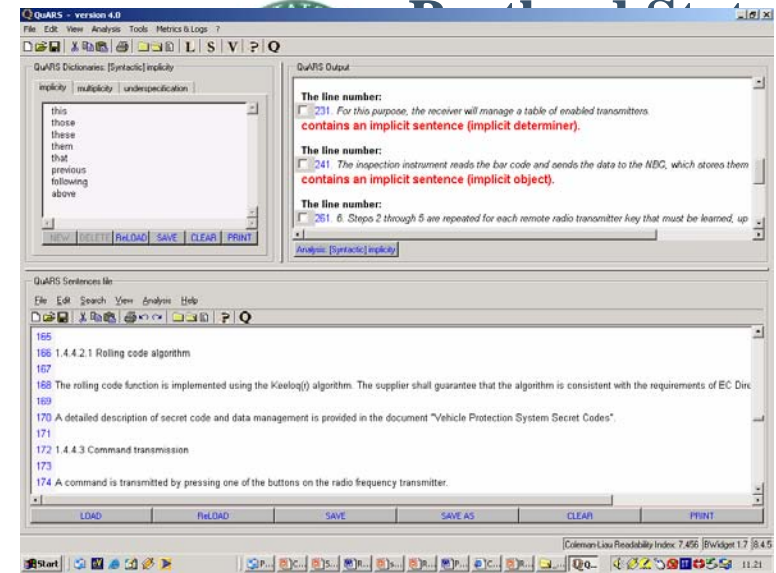 Portland State
QuARS - version 4.0
File Edit View Analysis Tools Metrics & Logs ?
L S V ? Q
QuARS Dictionaries: [Syntactic] implicity
implicity multiplicity underspecification
this
those
these
them
that
previous
following
above
NEW DELETE ReLOAD SAVE CLEAR PRINT
QuARS Output
The line number:
231. For this purpose, the receiver will manage a table of enabled transmitters.
contains an implicit sentence (implicit determiner).
The line number:
241. The inspection instrument reads the bar code and sends the data to the NBC, which stores them
contains an implicit sentence (implicit object).
The line number:
261. 6. Steps 2 through 5 are repeated for each remote radio transmitter key that must be learned, up
Analysis: [Syntactic] implicity
QuARS Sentences file
File Edit Search View Analysis Help
? Q
165
166 1.4.4.2.1 Rolling code algorithm
167
168 The rolling code function is implemented using the Keeloq(r) algorithm. The supplier shall guarantee that the algorithm is consistent with the requirements of EC Dire
169
170 A detailed description of secret code and data management is provided in the document "Vehicle Protection System Secret Codes".
171
172 1.4.4.3 Command transmission
173
174 A command is transmitted by pressing one of the buttons on the radio frequency transmitter.
LOAD ReLOAD SAVE SAVE AS CLEAR PRINT
Coleman-Liau Readability Index: 7,456 BWidget 1.7 8.4.5
Start P... C... S... R... s... R... P... C... R... Q... 11.21